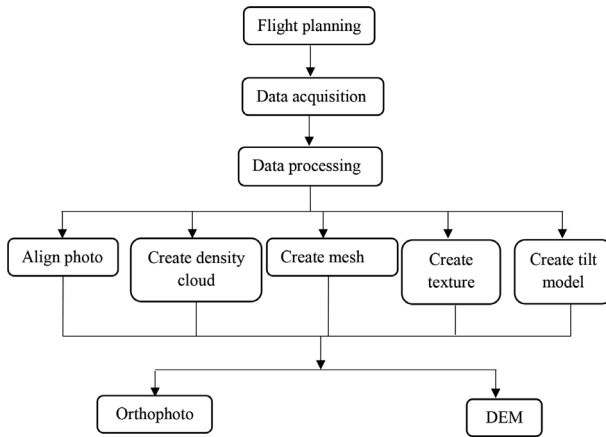 Flight planning
Data acquisition
Data processing
Align photo
Create density
cloud
Create mesh
Create
texture
Create tilt
model
Orthophoto
DEM